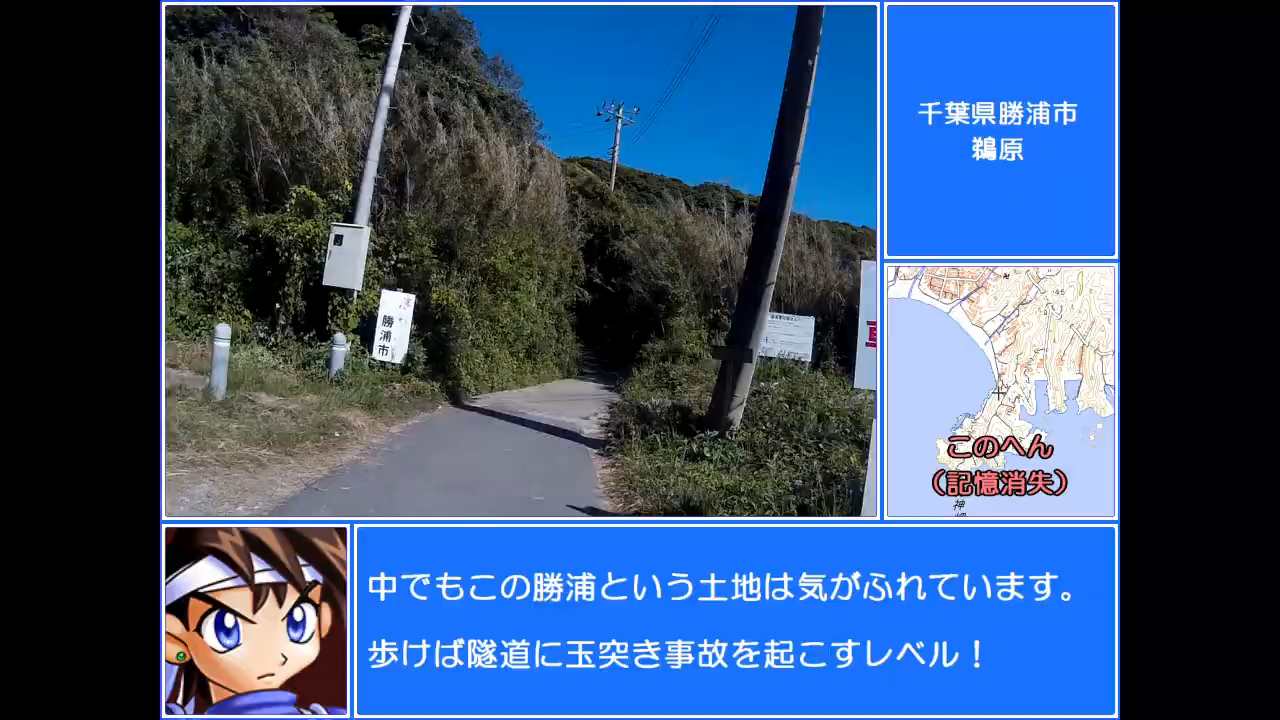 千葉県勝浦市
鵜原
勝浦市
このへん
(記憶消失)
神
中でもこの勝浦という土地は気がふれています。
歩けば隧道に玉突き事故を起こすレベル!